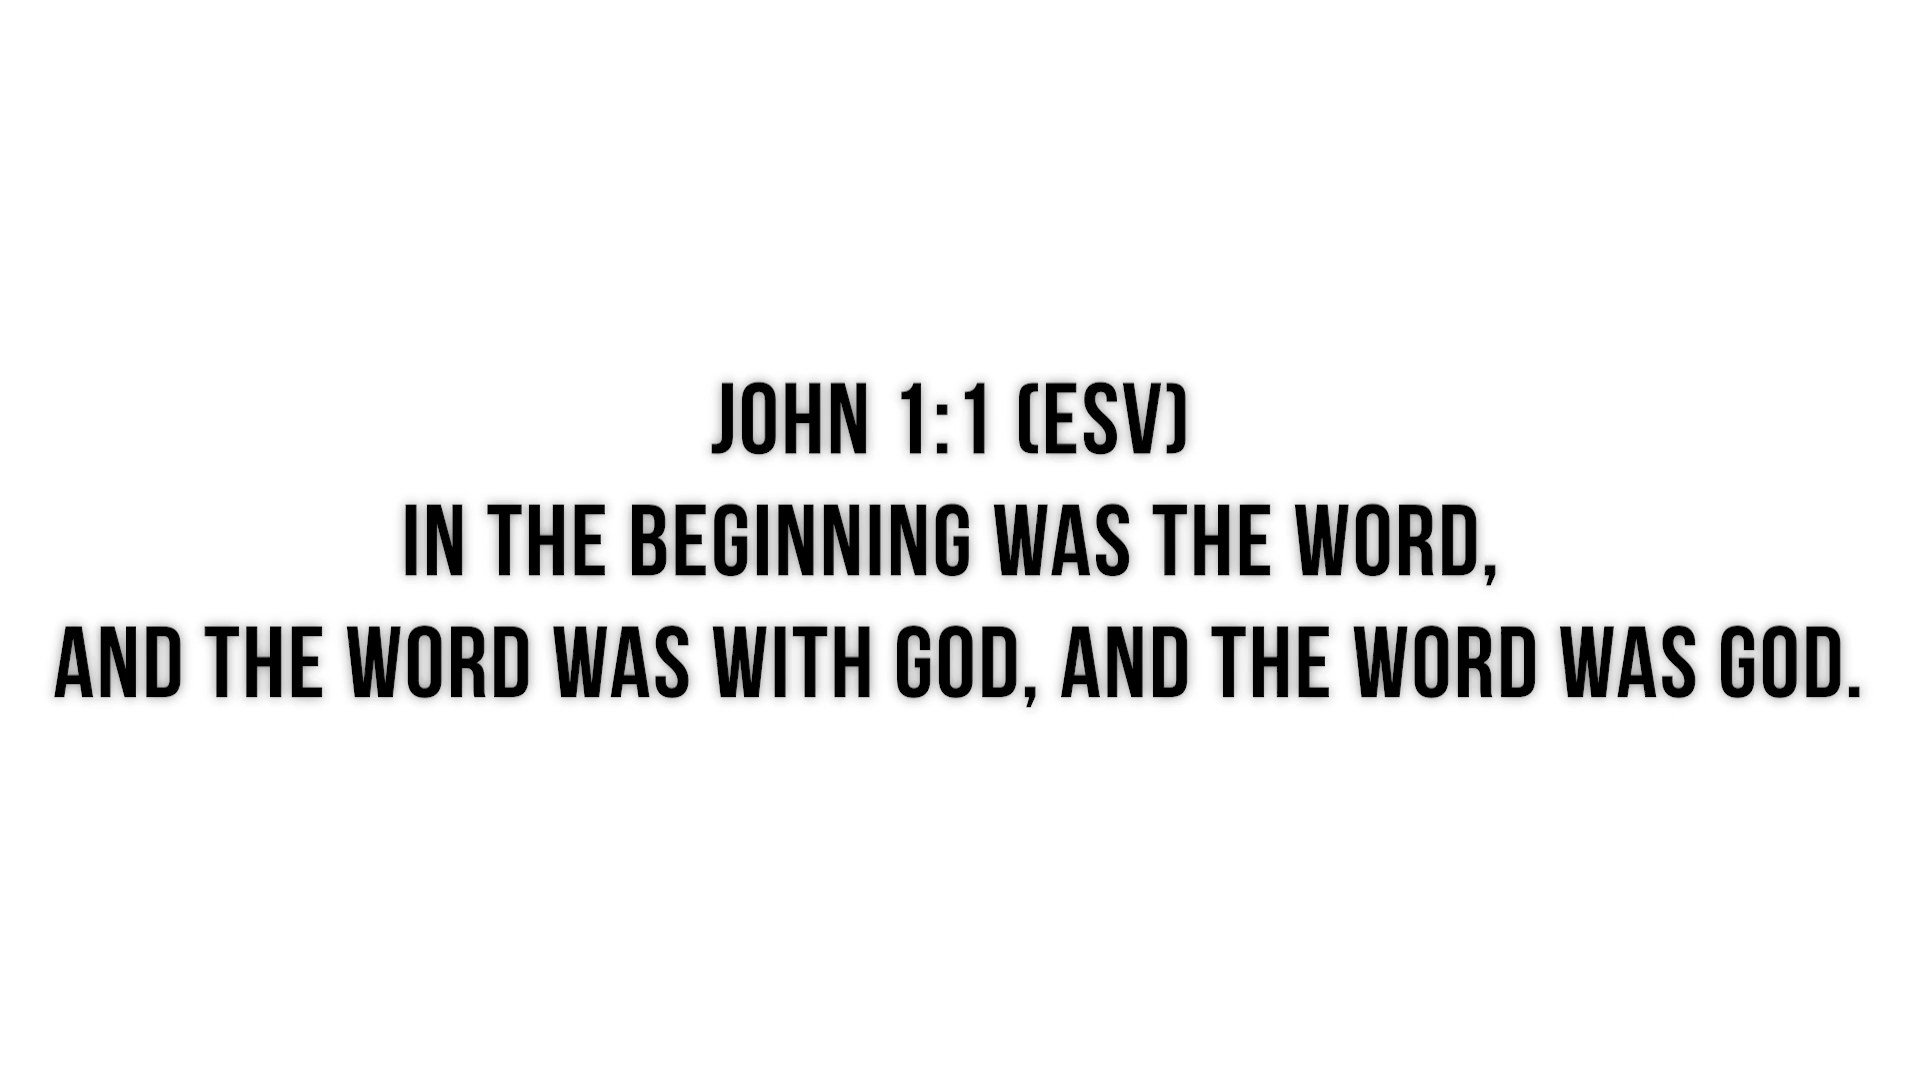 JOHN 1:1 (ESV)
IN THE BEGINNING WAS THE WORD,
AND THE WORD WAS WITH GOD, AND THE WORD WAS GOD.